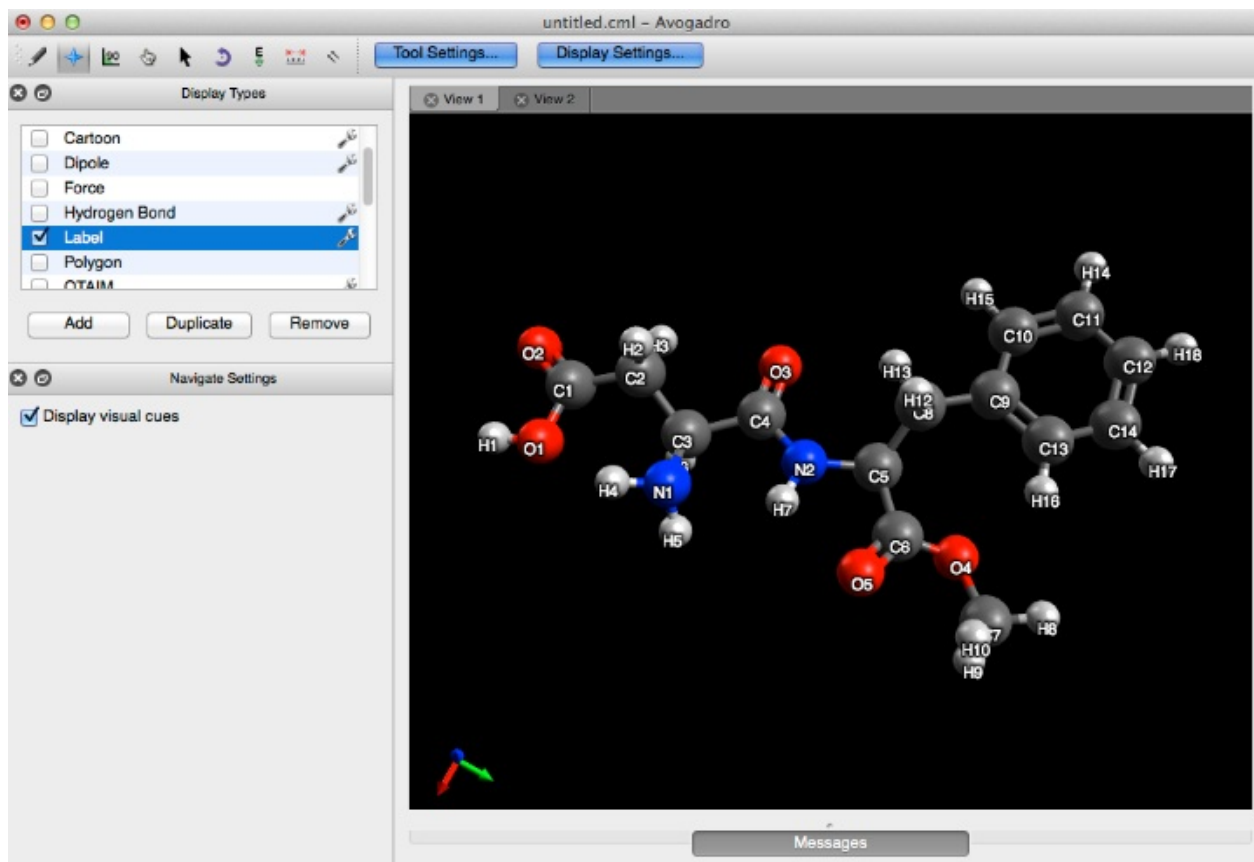 untitled.cml – Avogadro
Tool Settings... Display Settings...
Display Types
Cartoon
Dipole
Force
Hydrogen Bond
Label
Polygon
QTAIM
Add Duplicate Remove
Navigate Settings
Display visual cues
View 1 View 2
H14
H15
C11
C10
H2 H3
O2
C12 H18
O3
H13
C1 C2
H12 C8 C9
C14
C3 C4
C13
H1 O1
H17
N2 C5
H4 N1
H16
H7
H5
C6
O4
O5
H8
H10
H9
Messages